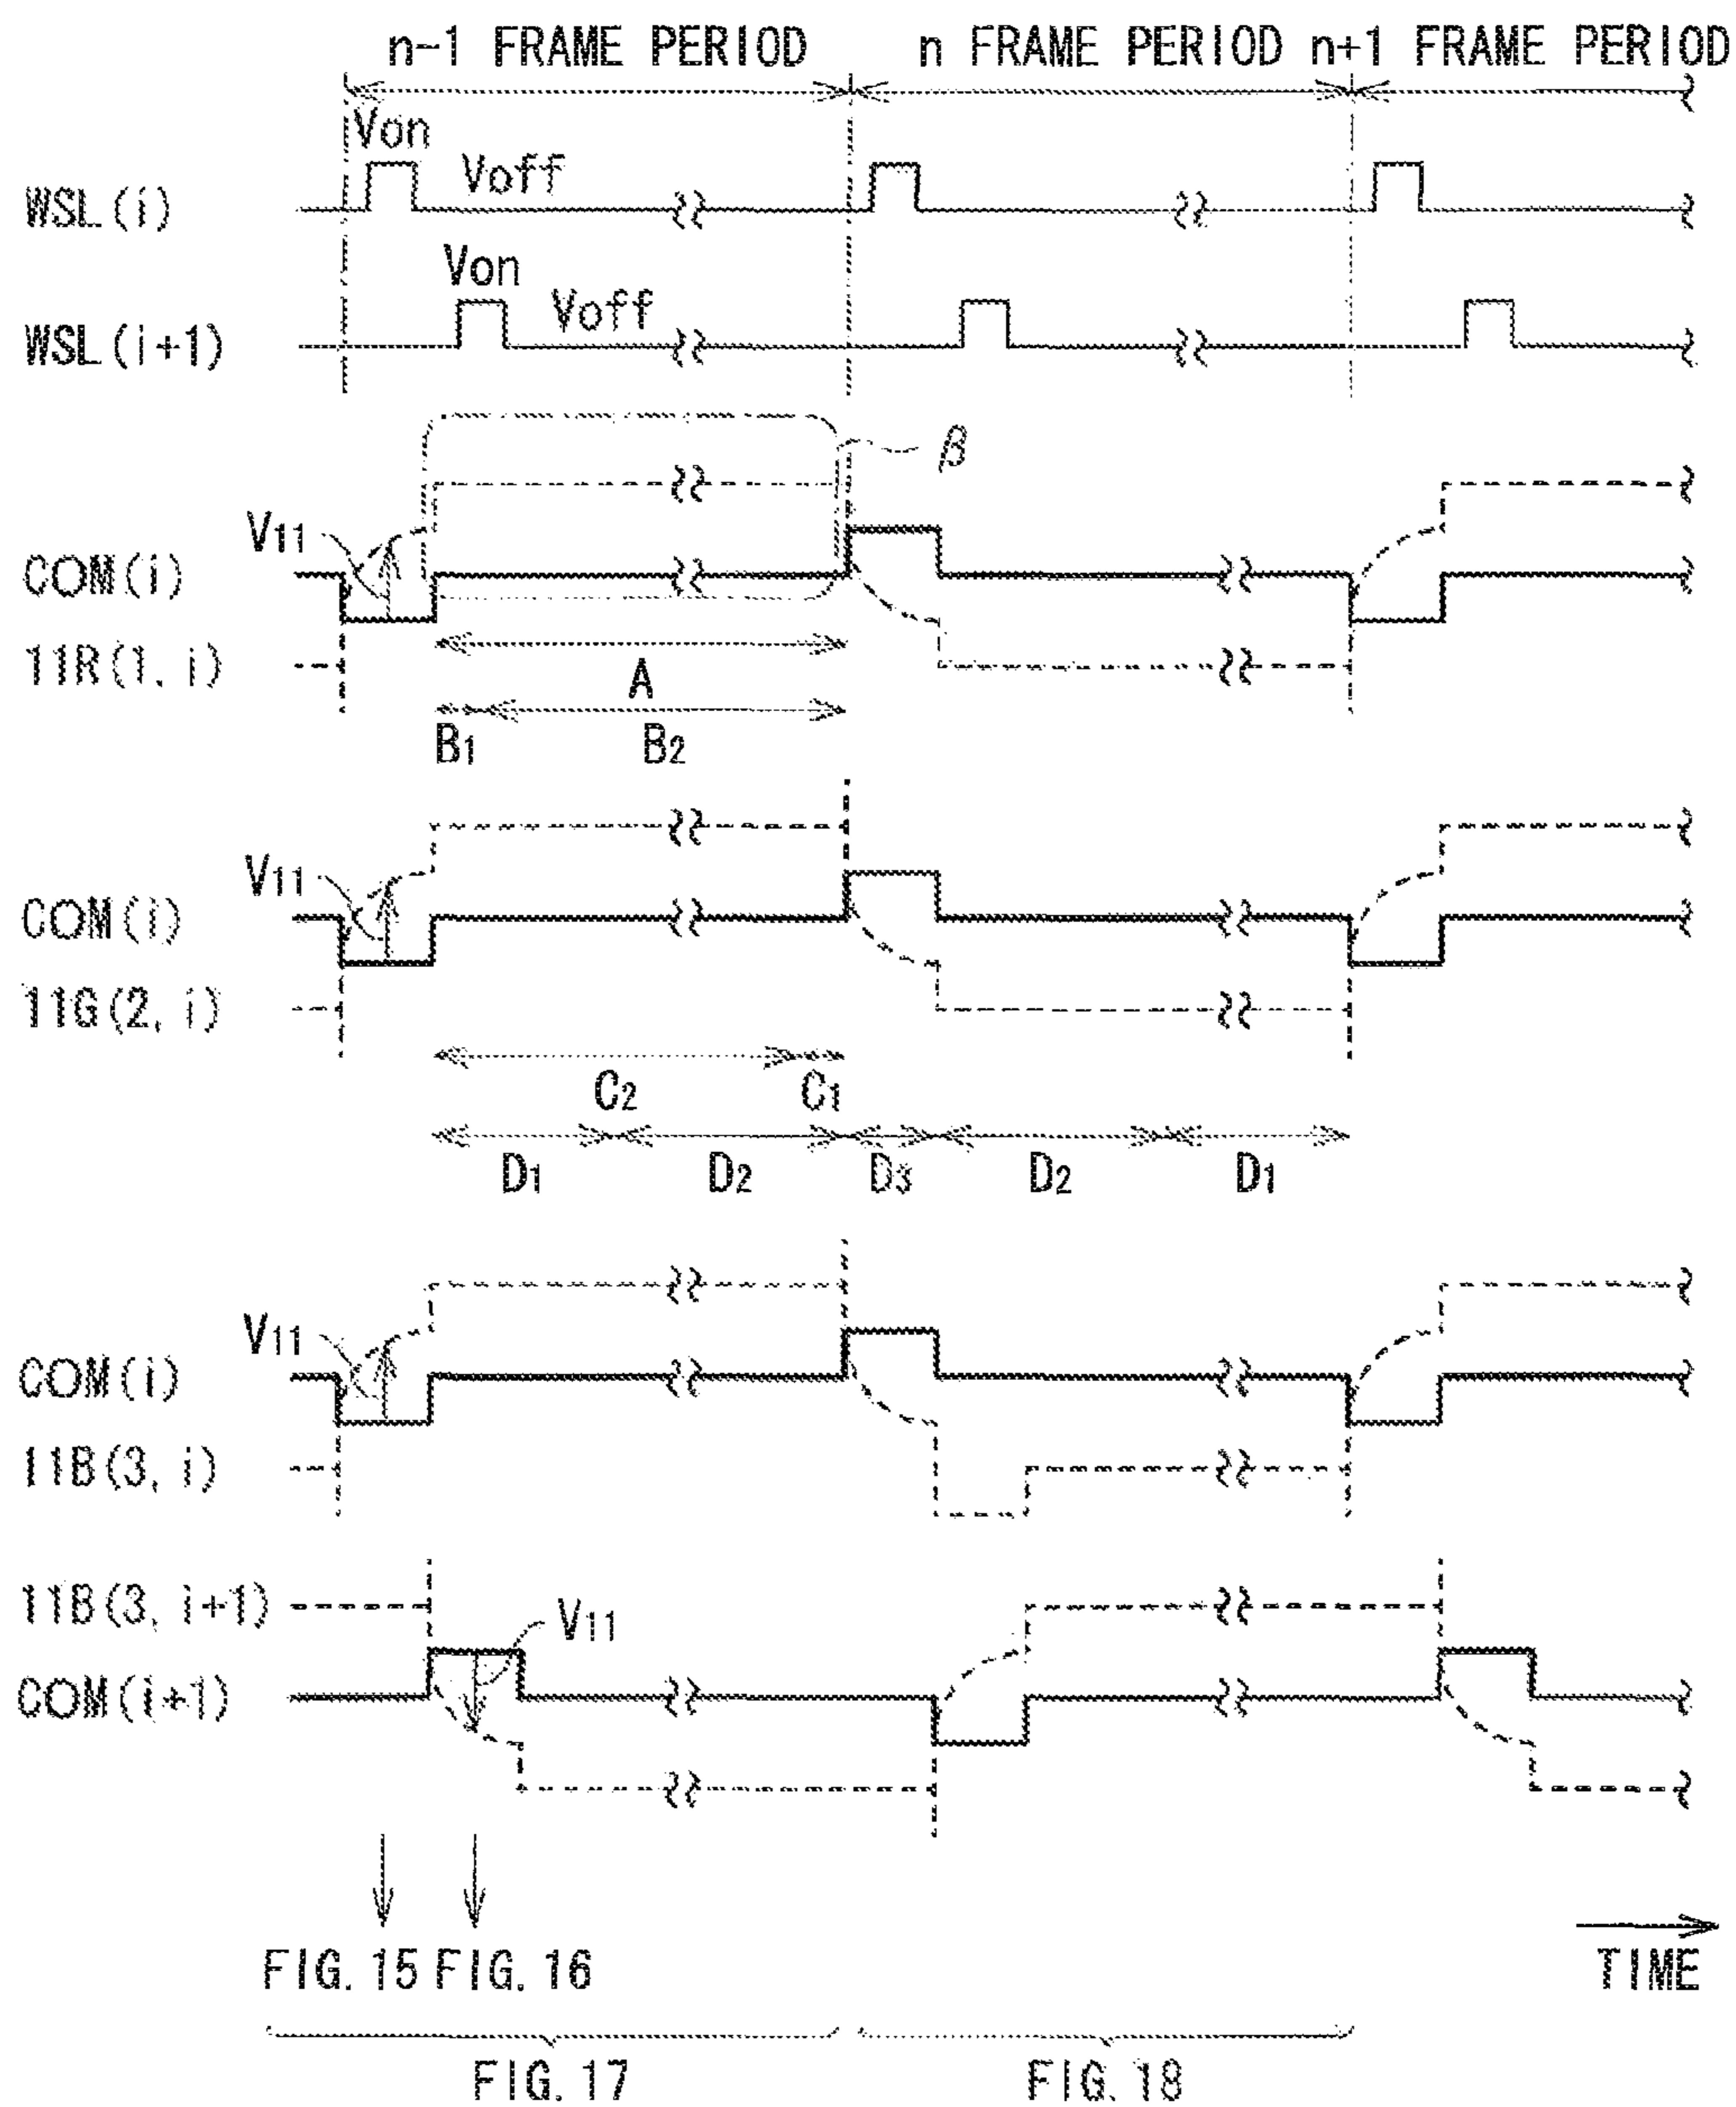 n-1 FRAME PERIOD n FRAME PERIOD n+1 FRAME PERIOD
Von
Voff
WSL(i)
Von
Voff
WSL(i+1)
β
V11
COM(i)
11R(1, i)
A
B1 B2
V11
COM(i)
11G(2, i)
C2 C1
D1 D2 D3 D2 D1
V11
COM(i)
11B(3, i)
11B(3, i+1)
V11
COM(i+1)
FIG. 15 FIG. 16
TIME
FIG. 17 FIG. 18